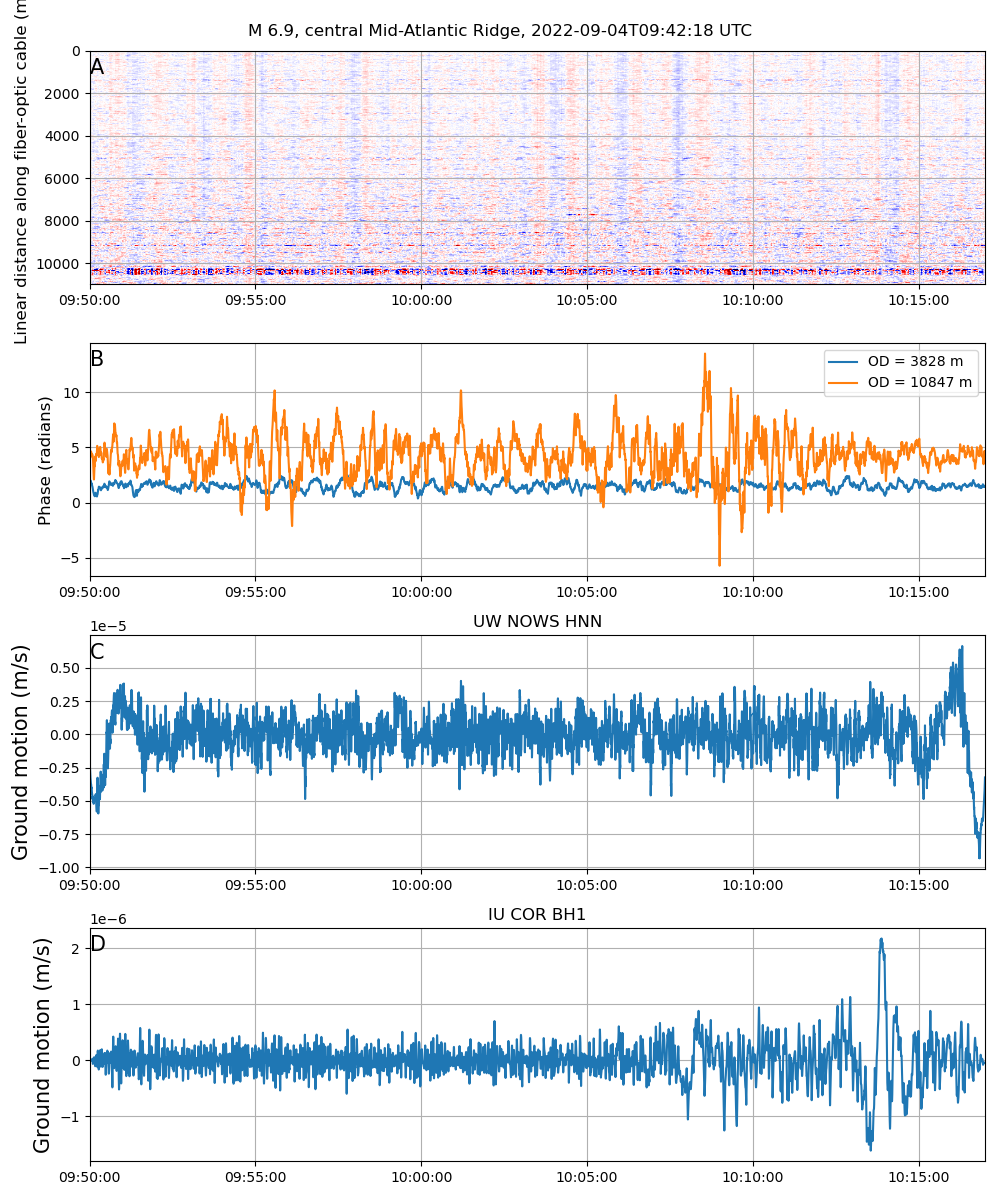 M 6.9, central Mid-Atlantic Ridge, 2022-09-04T09:42:18 UTC
Linear distance along fiber-optic cable (m
A
0
2000
4000
6000
8000
10000
09:50:00 09:55:00 10:00:00 10:05:00 10:10:00 10:15:00
Phase (radians)
B
OD = 3828 m
OD = 10847 m
10
5
0
−5
09:50:00 09:55:00 10:00:00 10:05:00 10:10:00 10:15:00
1e−5
UW NOWS HNN
Ground motion (m/s)
C
0.50
0.25
0.00
−0.25
−0.50
−0.75
−1.00
09:50:00 09:55:00 10:00:00 10:05:00 10:10:00 10:15:00
1e−6
IU COR BH1
Ground motion (m/s)
D
2
1
0
−1
09:50:00 09:55:00 10:00:00 10:05:00 10:10:00 10:15:00